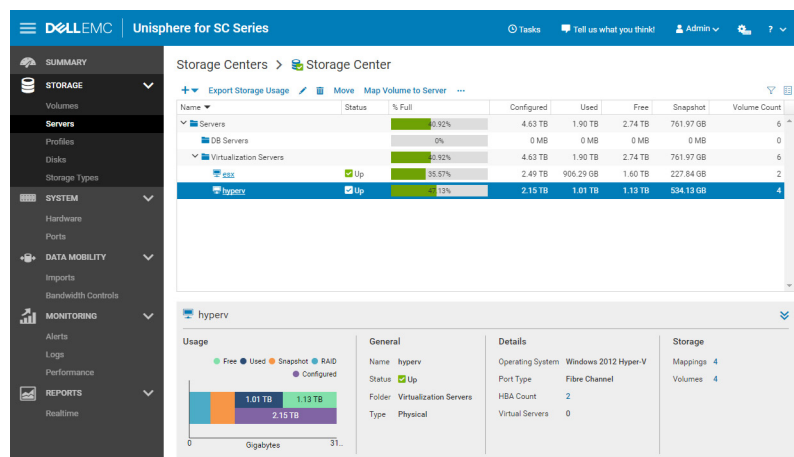 DELLEMC Unisphere for SC Series Tasks Tell us what you think! Admin ?
SUMMARY
STORAGE
Volumes
Servers
Profiles
Disks
Storage Types
SYSTEM
Hardware
Ports
DATA MOBILITY
Imports
Bandwidth Controls
MONITORING
Alerts
Logs
Performance
REPORTS
Realtime
Storage Centers > Storage Center
Export Storage Usage Move Map Volume to Server ...
Name Status % Full Configured Used Free Snapshot Volume Count
Servers 40.92% 4.63 TB 1.90 TB 2.74 TB 761.97 GB 6
DB Servers 0% 0 MB 0 MB 0 MB 0 MB 0
Virtualization Servers 40.92% 4.63 TB 1.90 TB 2.74 TB 761.97 GB 6
esx Up 35.57% 2.49 TB 906.29 GB 1.60 TB 227.84 GB 2
hyperv Up 47.13% 2.15 TB 1.01 TB 1.13 TB 534.13 GB 4
hyperv
Usage
Free Used Snapshot RAID
Configured
1.01 TB 1.13 TB
2.15 TB
0 Gigabytes 31...
General
Name hyperv
Status Up
Folder Virtualization Servers
Type Physical
Details
Operating System Windows 2012 Hyper-V
Port Type Fibre Channel
HBA Count 2
Virtual Servers 0
Storage
Mappings 4
Volumes 4